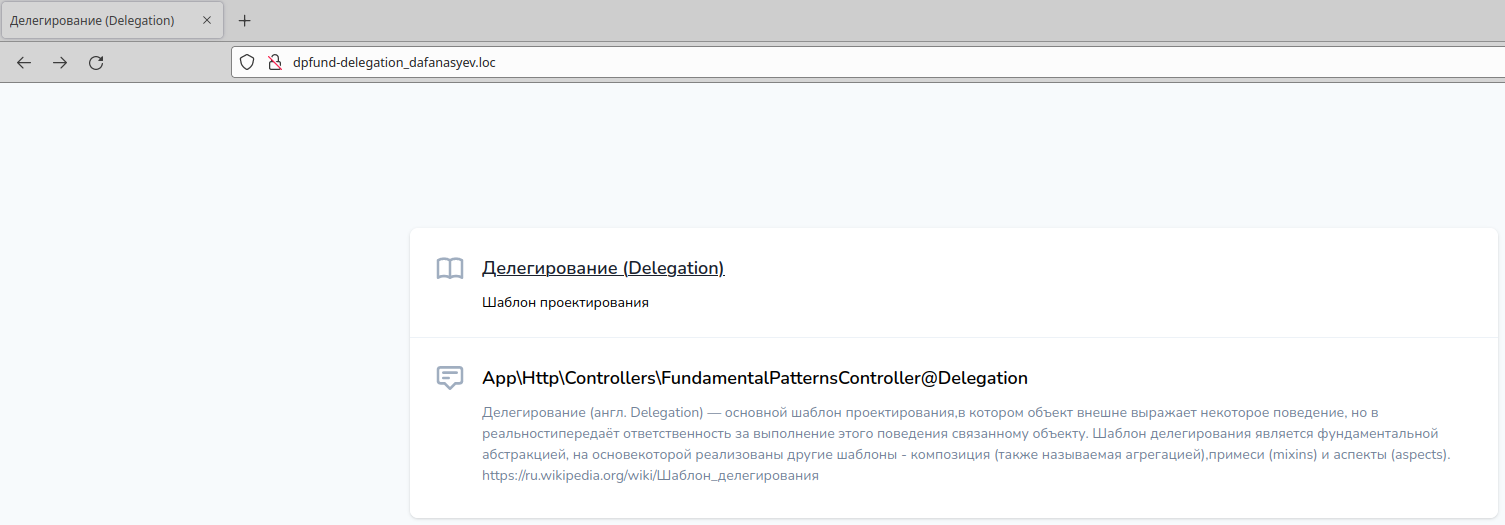 Делегирование (Delegation)
dpfund-delegation_dafanasyev.loc
Делегирование (Delegation)
Шаблон проектирования
App\Http\Controllers\FundamentalPatternsController@Delegation
Делегирование (англ. Delegation) — основной шаблон проектирования,в котором объект внешне выражает некоторое поведение, но в
реальностипередаёт ответственность за выполнение этого поведения связанному объекту. Шаблон делегирования является фундаментальной
абстракцией, на основекоторой реализованы другие шаблоны - композиция (также называемая агрегацией),примеси (mixins) и аспекты (aspects).
https://ru.wikipedia.org/wiki/Шаблон_делегирования